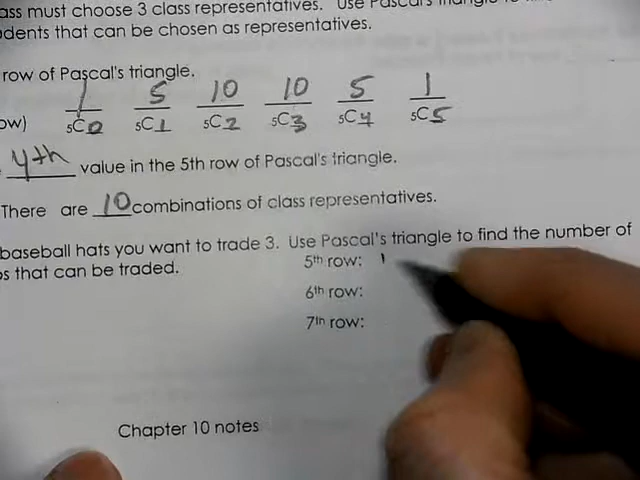 ass must choose 3 class representatives. Use Pascal's
dents that can be chosen as representatives.
row of Pascal's triangle.
1 5 10 10 5 1
ow) 5C0 5C1 5C2 5C3 5C4 5C5
4th value in the 5th row of Pascal's triangle.
There are 10 combinations of class representatives.
baseball hats you want to trade 3. Use Pascal's triangle to find the number of
s that can be traded.
5th row: 1
6th row:
7th row:
Chapter 10 notes